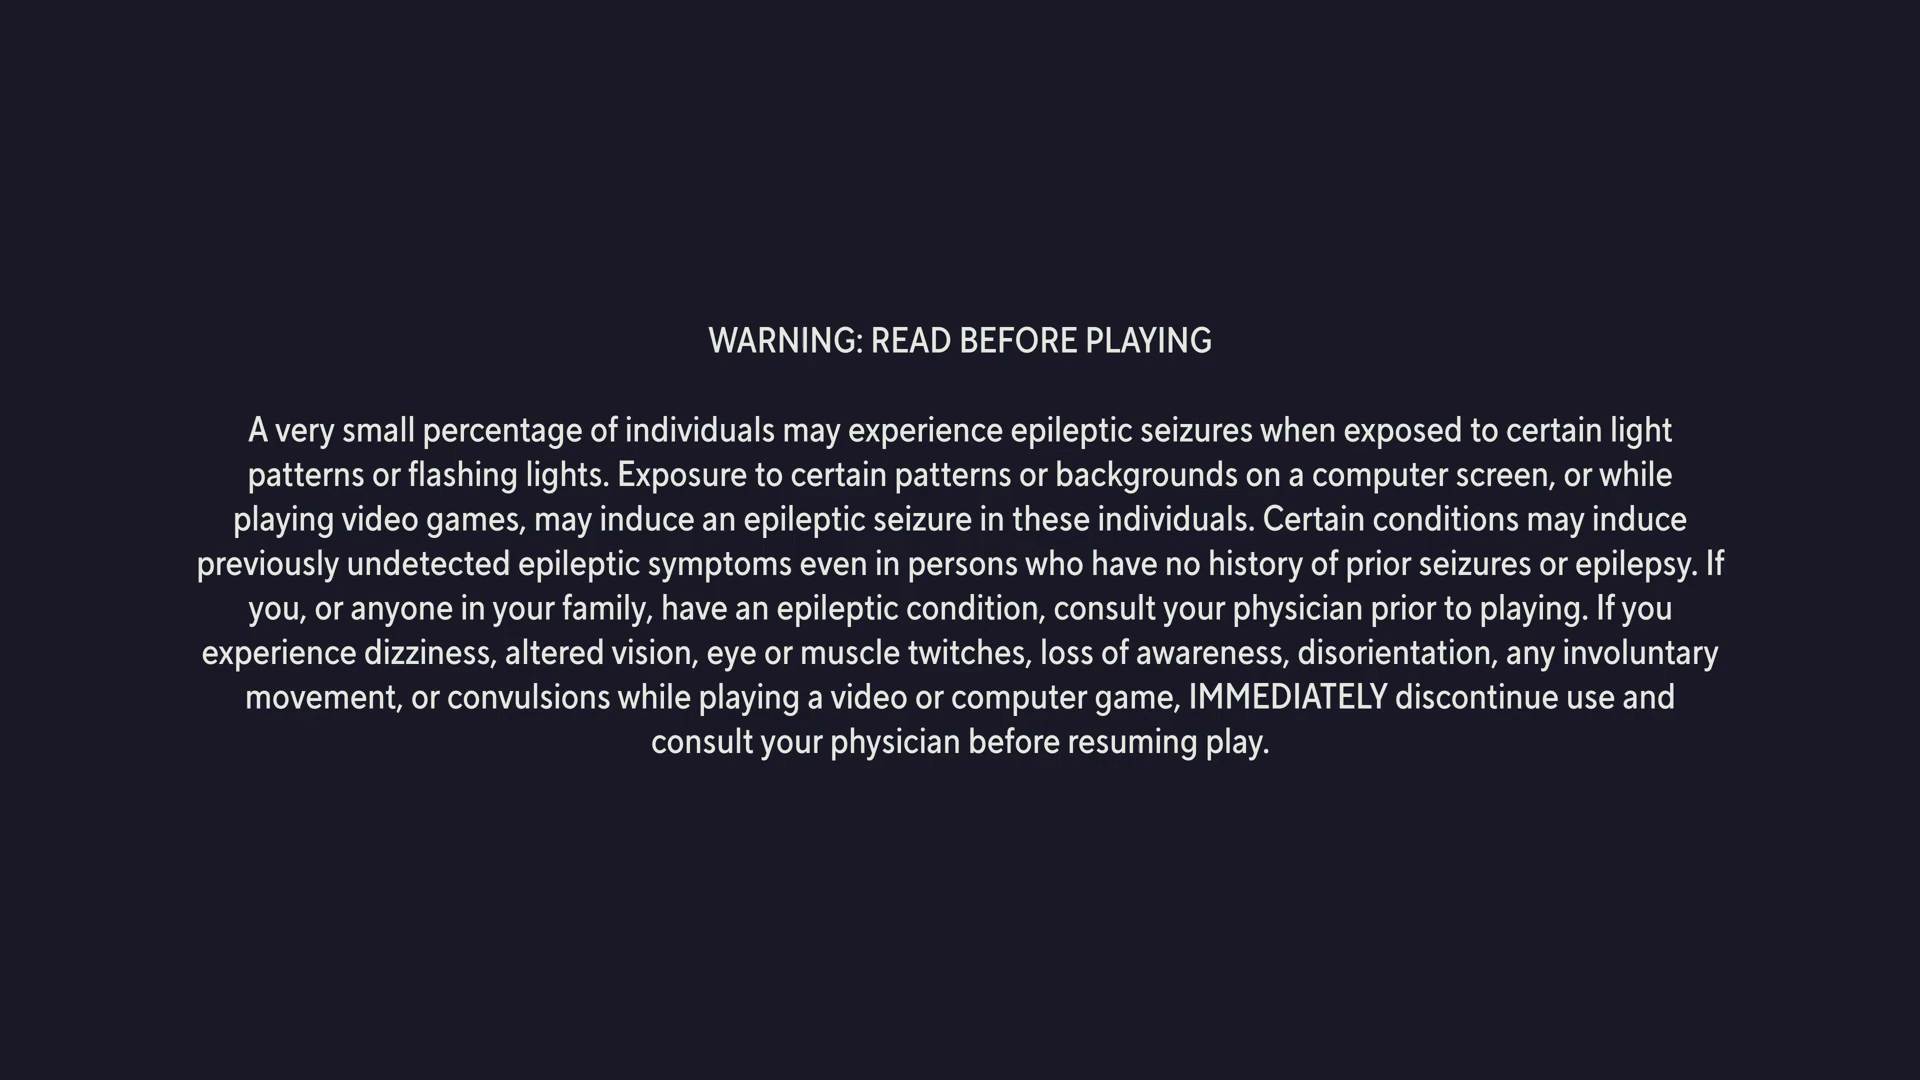 WARNING: READ BEFORE PLAYING
A very small percentage of individuals may experience epileptic seizures when exposed to certain light
patterns or flashing lights. Exposure to certain patterns or backgrounds on a computer screen, or while
playing video games, may induce an epileptic seizure in these individuals. Certain conditions may induce
previously undetected epileptic symptoms even in persons who have no history of prior seizures or epilepsy. If
you, or anyone in your family, have an epileptic condition, consult your physician prior to playing. If you
experience dizziness, altered vision, eye or muscle twitches, loss of awareness, disorientation, any involuntary
movement, or convulsions while playing a video or computer game, IMMEDIATELY discontinue use and
consult your physician before resuming play.